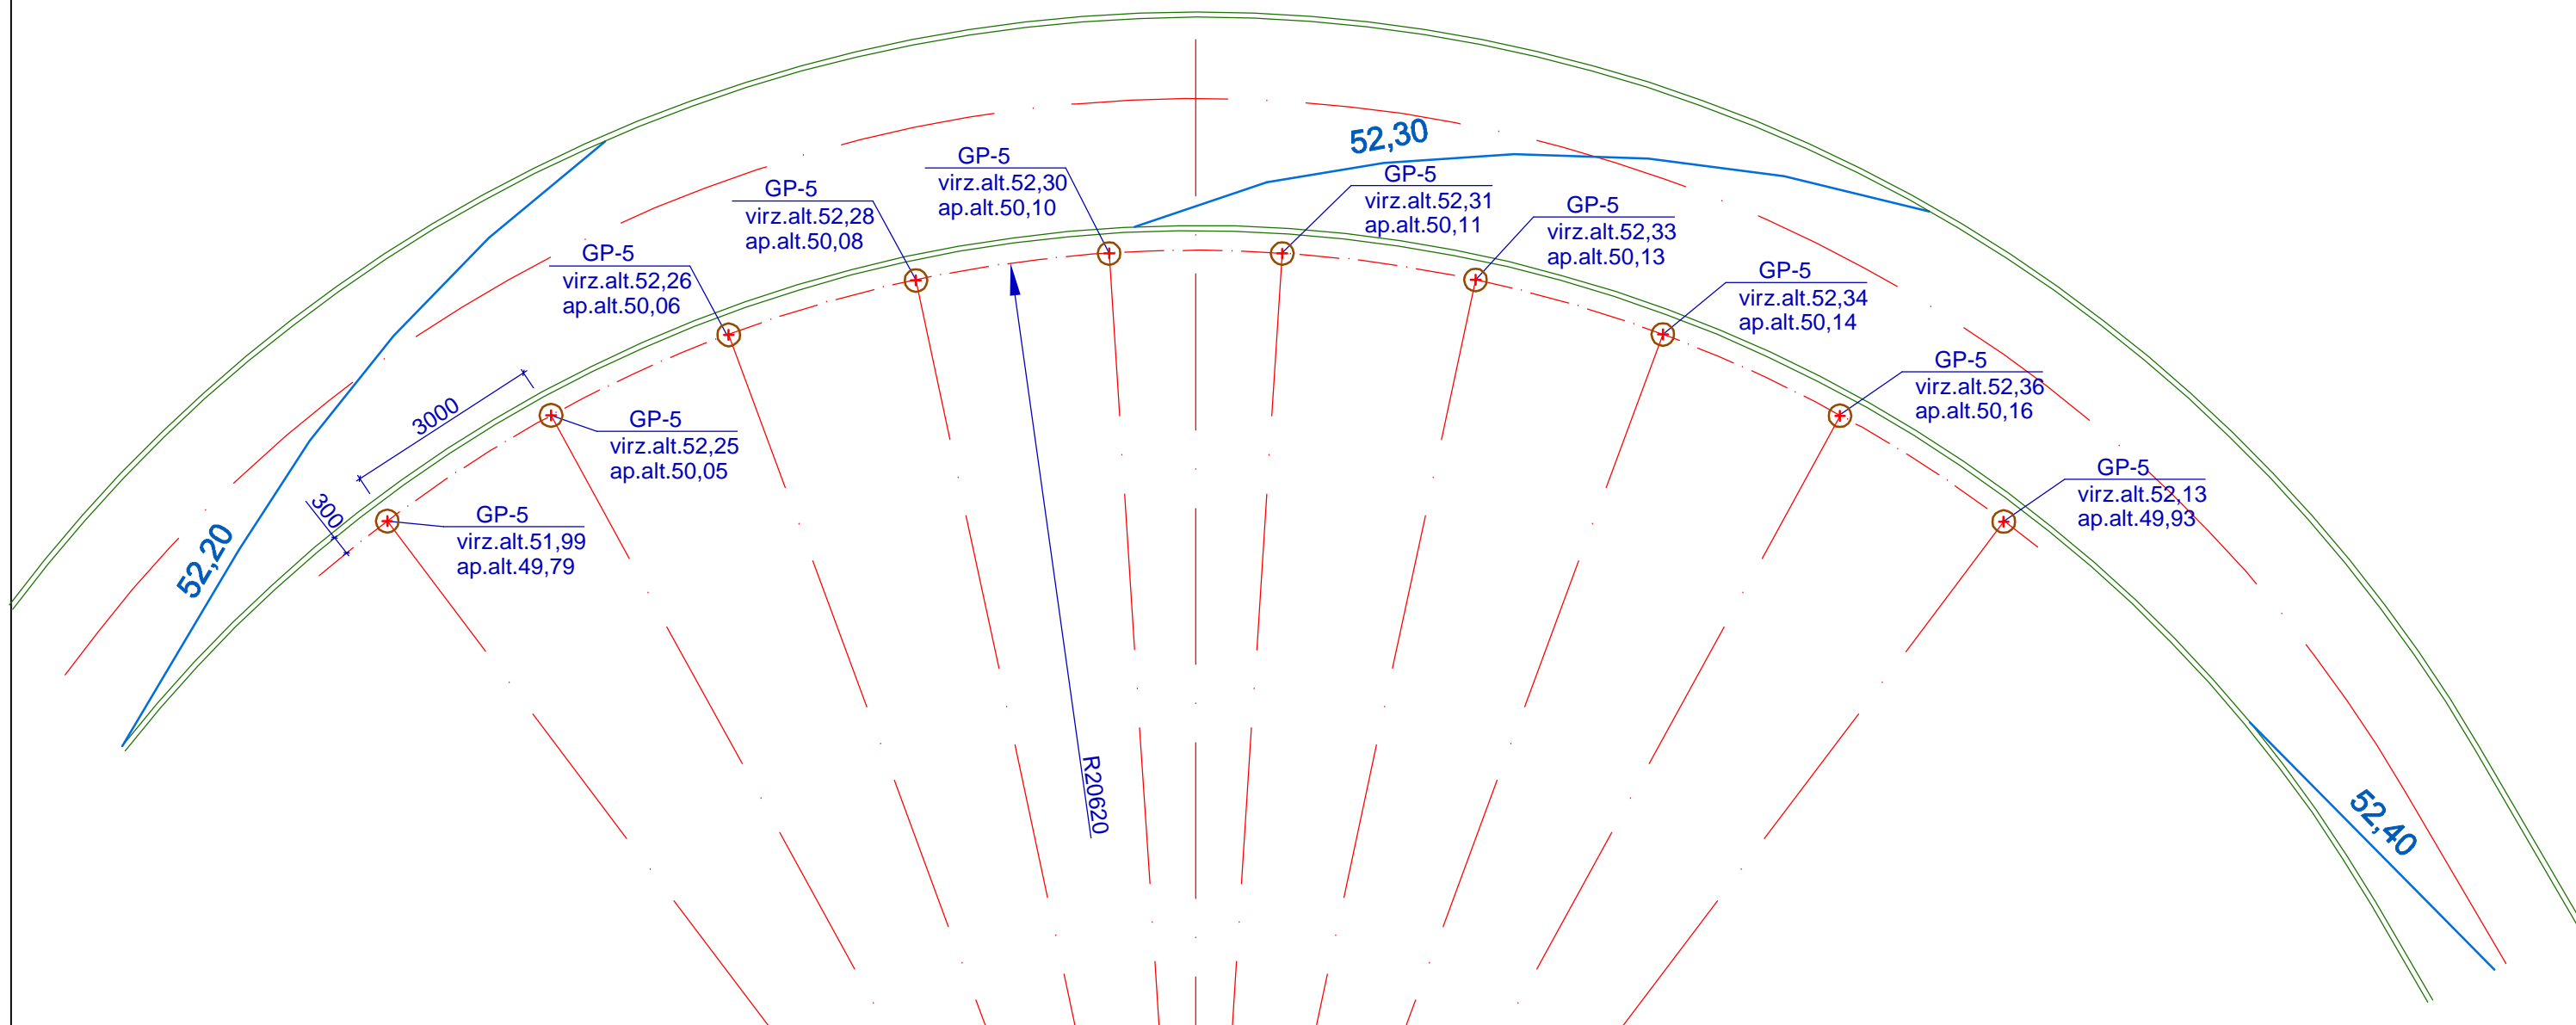 52,30
GP-5
virz.alt.52,30
ap.alt.50,10
GP-5
virz.alt.52,31
ap.alt.50,11
GP-5
virz.alt.52,28
ap.alt.50,08
GP-5
virz.alt.52,33
ap.alt.50,13
GP-5
virz.alt.52,26
ap.alt.50,06
GP-5
virz.alt.52,34
ap.alt.50,14
GP-5
virz.alt.52,36
ap.alt.50,16
3000
GP-5
virz.alt.52,25
ap.alt.50,05
GP-5
virz.alt.52,13
ap.alt.49,93
300
GP-5
virz.alt.51,99
ap.alt.49,79
52,20
R20620
52,40